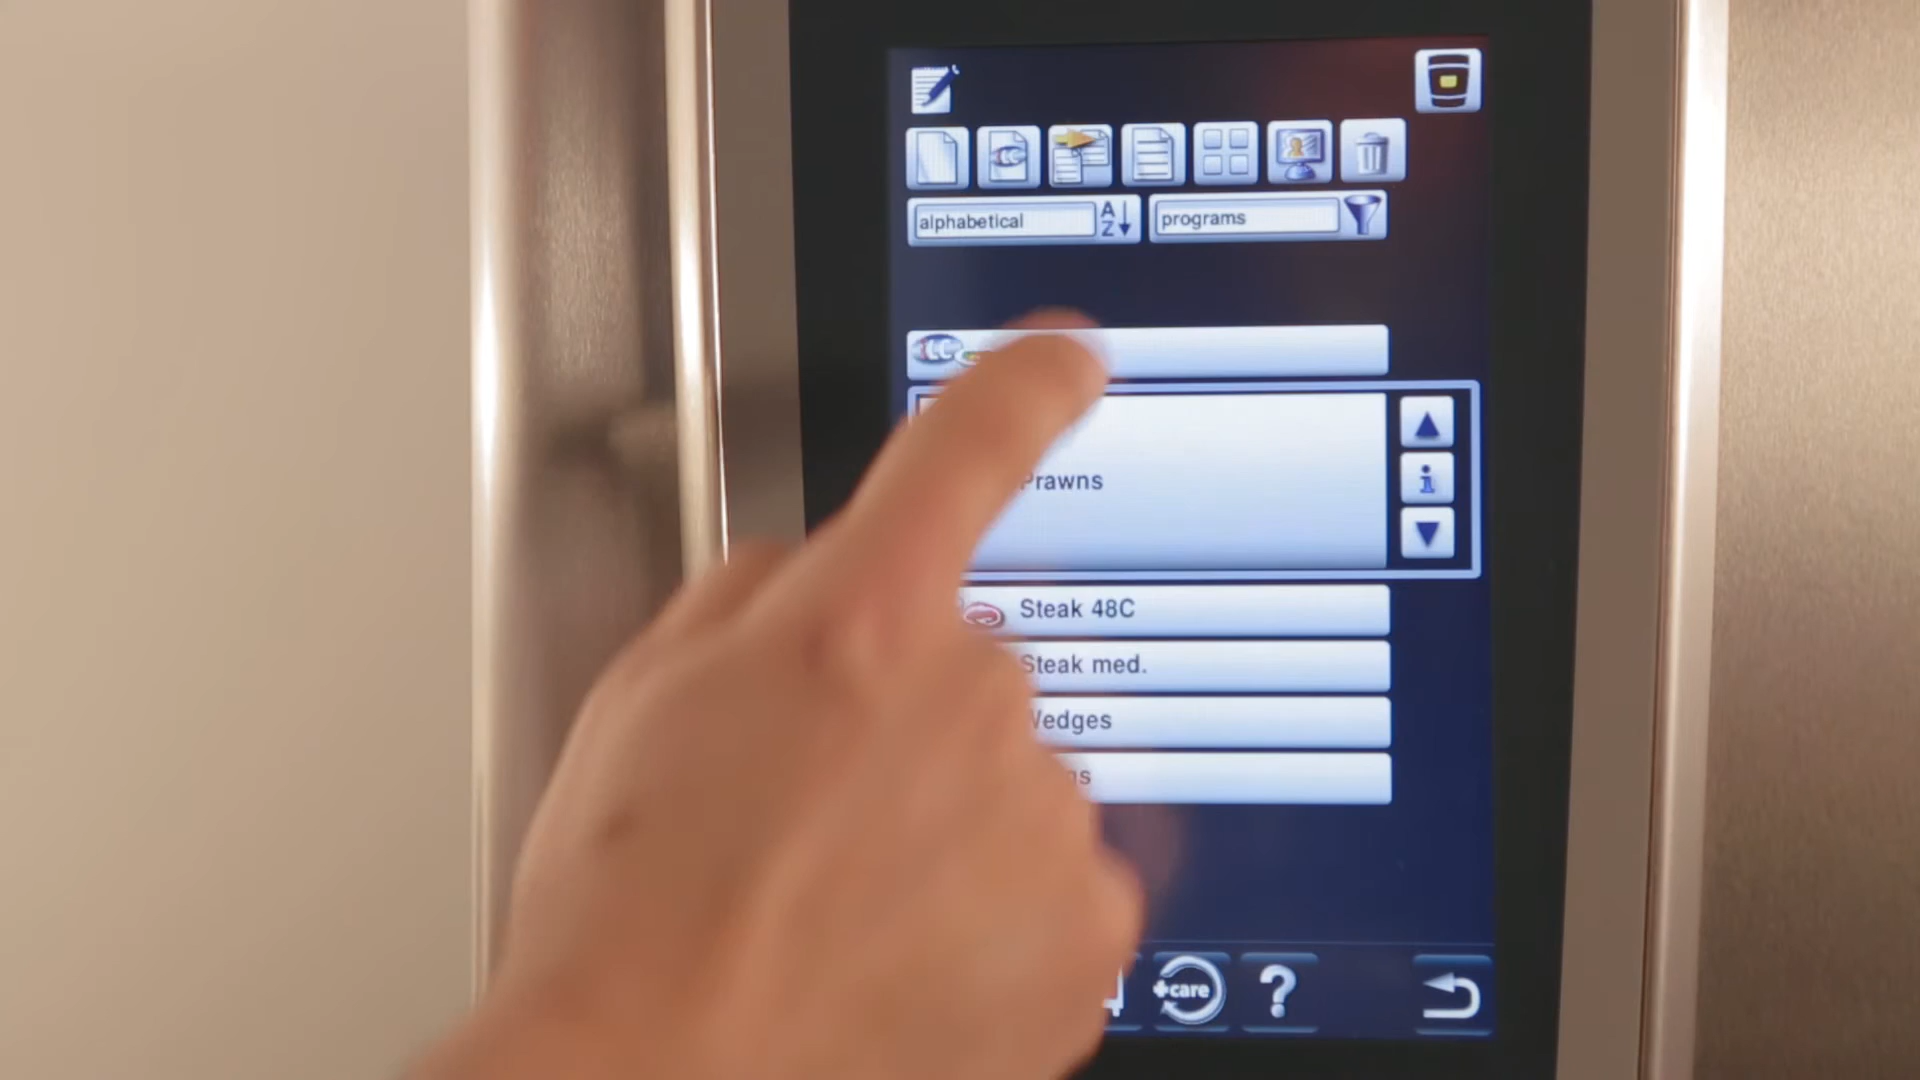 alphabetical A Z programs
Prawns
i
Steak 48C
Steak med.
Wedges
+care ?